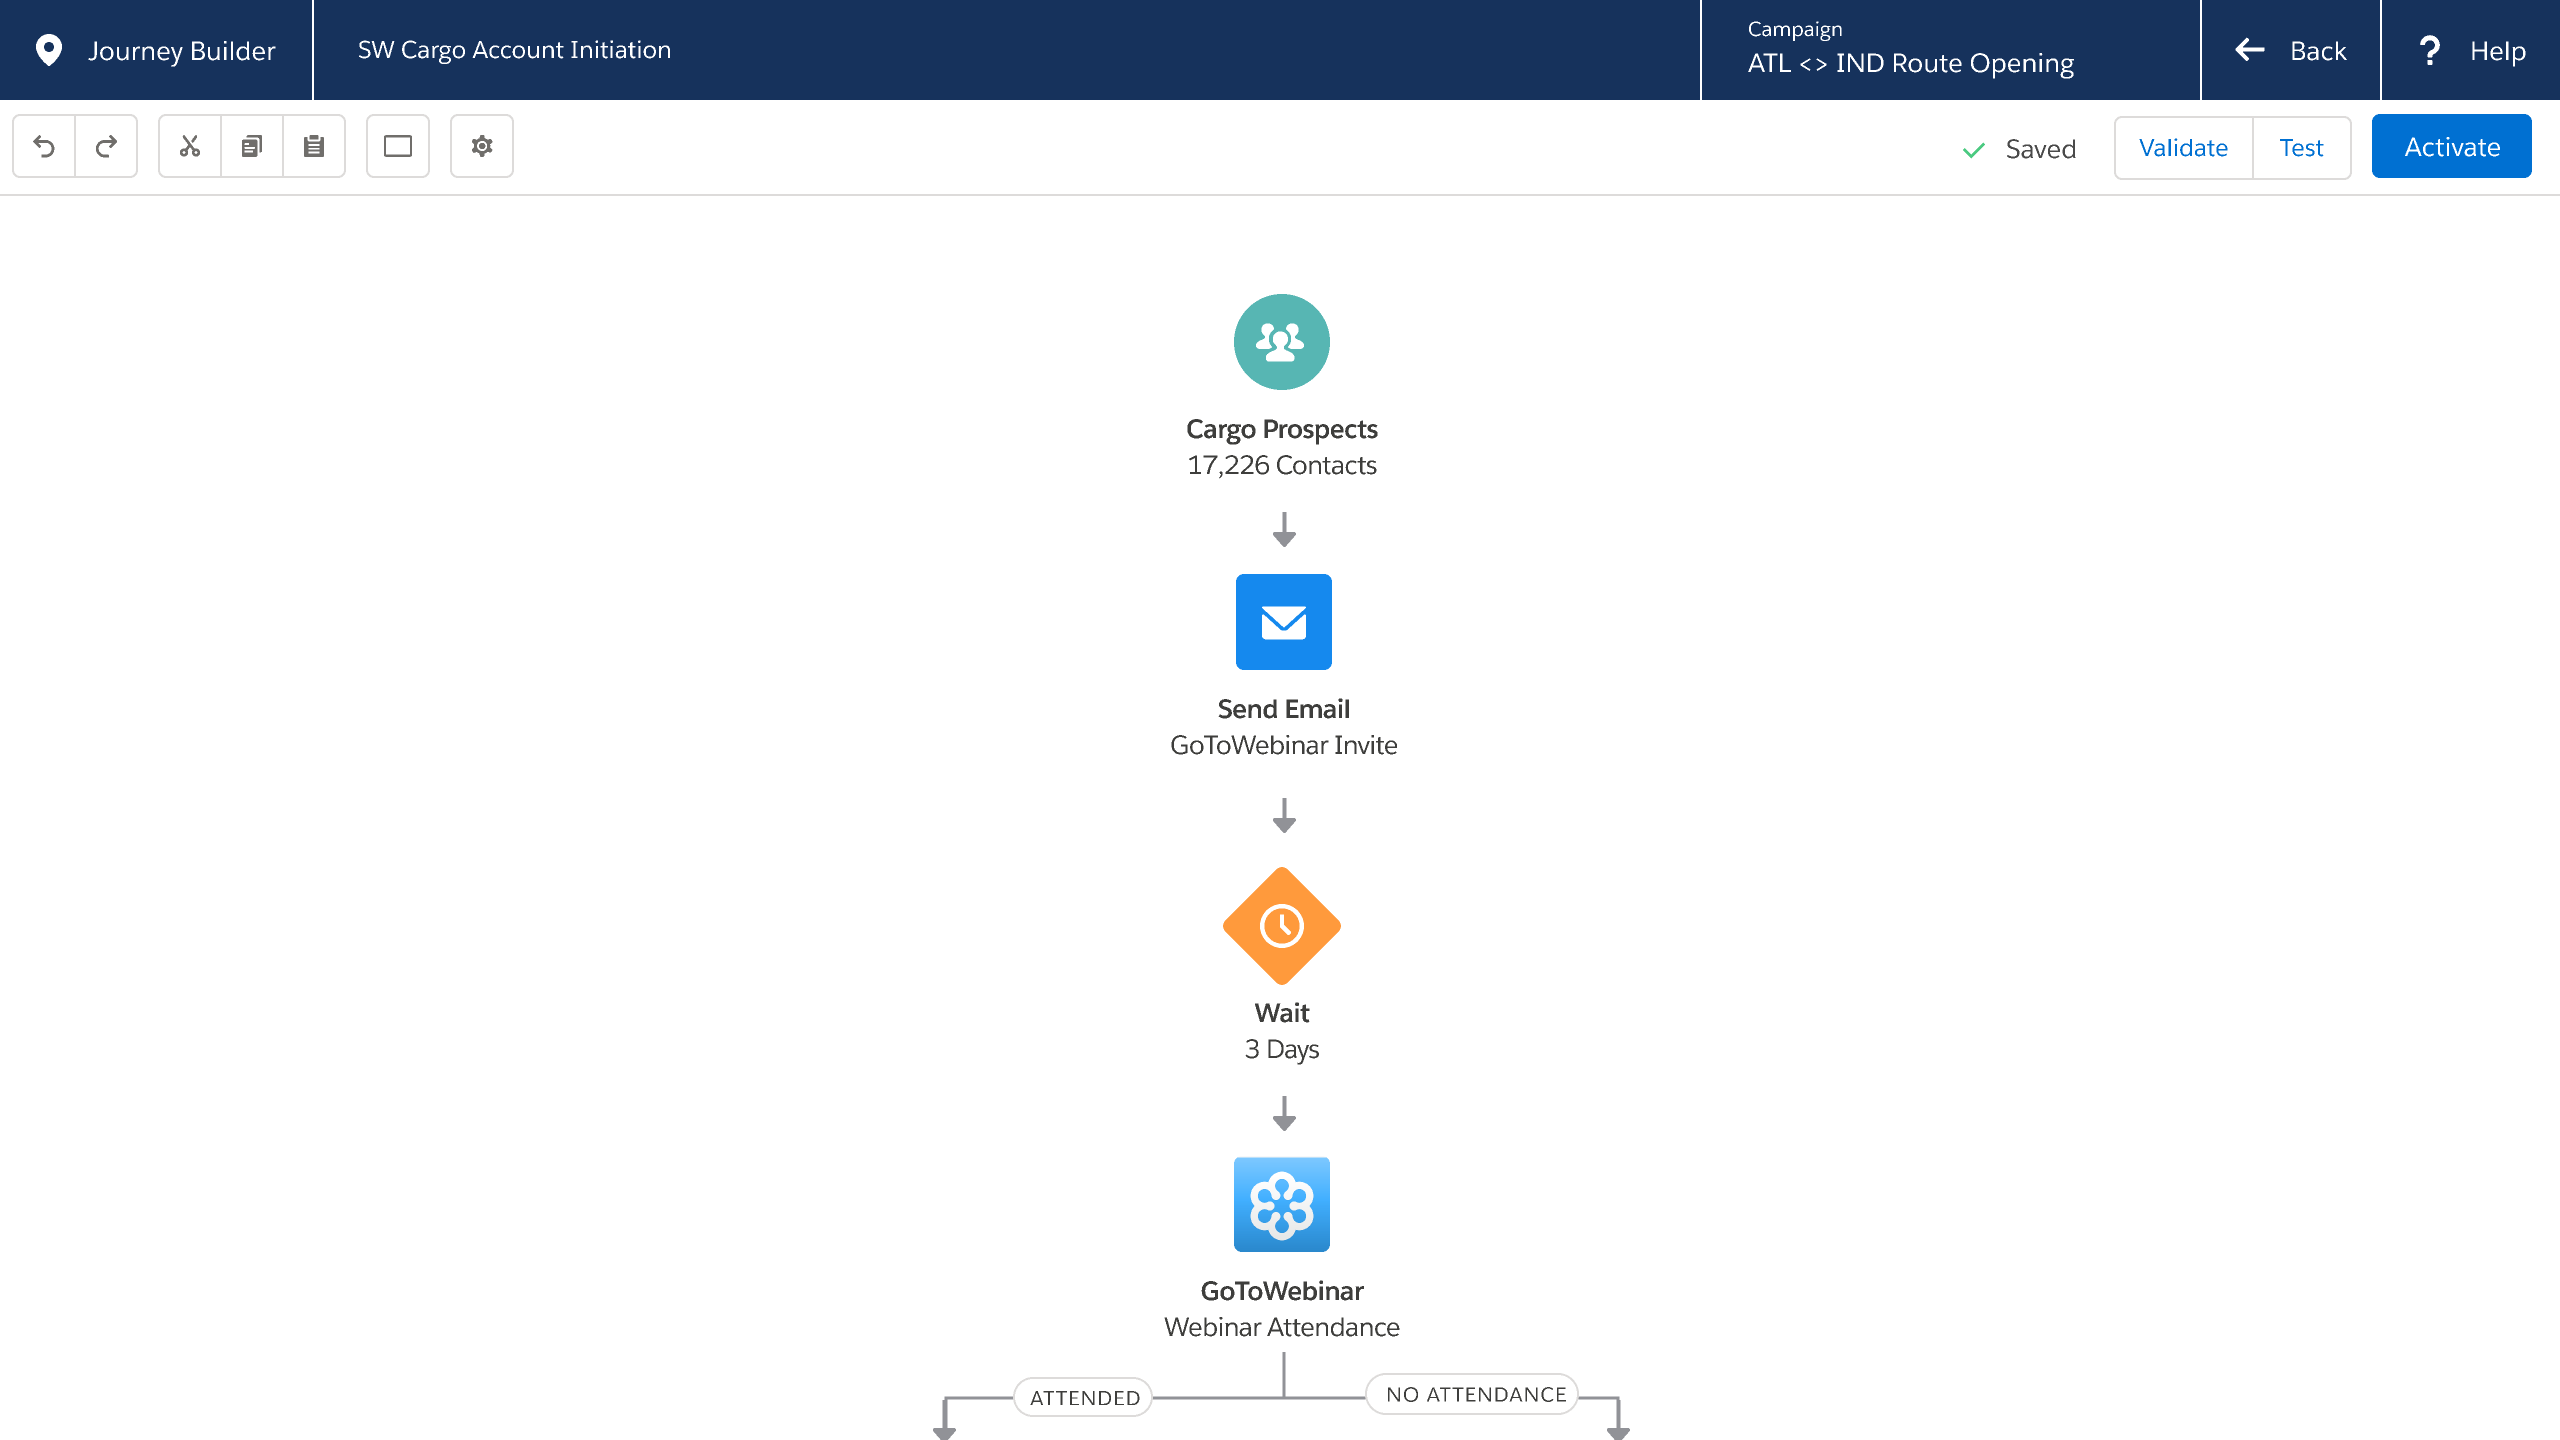 Journey Builder
SW Cargo Account Initiation
Campaign
ATL <> IND Route Opening
Back
? Help
Saved
Validate
Test
Activate
Cargo Prospects
17,226 Contacts
Send Email
GoToWebinar Invite
Wait
3 Days
GoToWebinar
Webinar Attendance
ATTENDED
NO ATTENDANCE